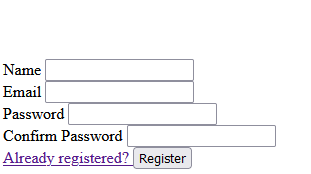 Name
Email
Password
Confirm Password
Already registered? Register